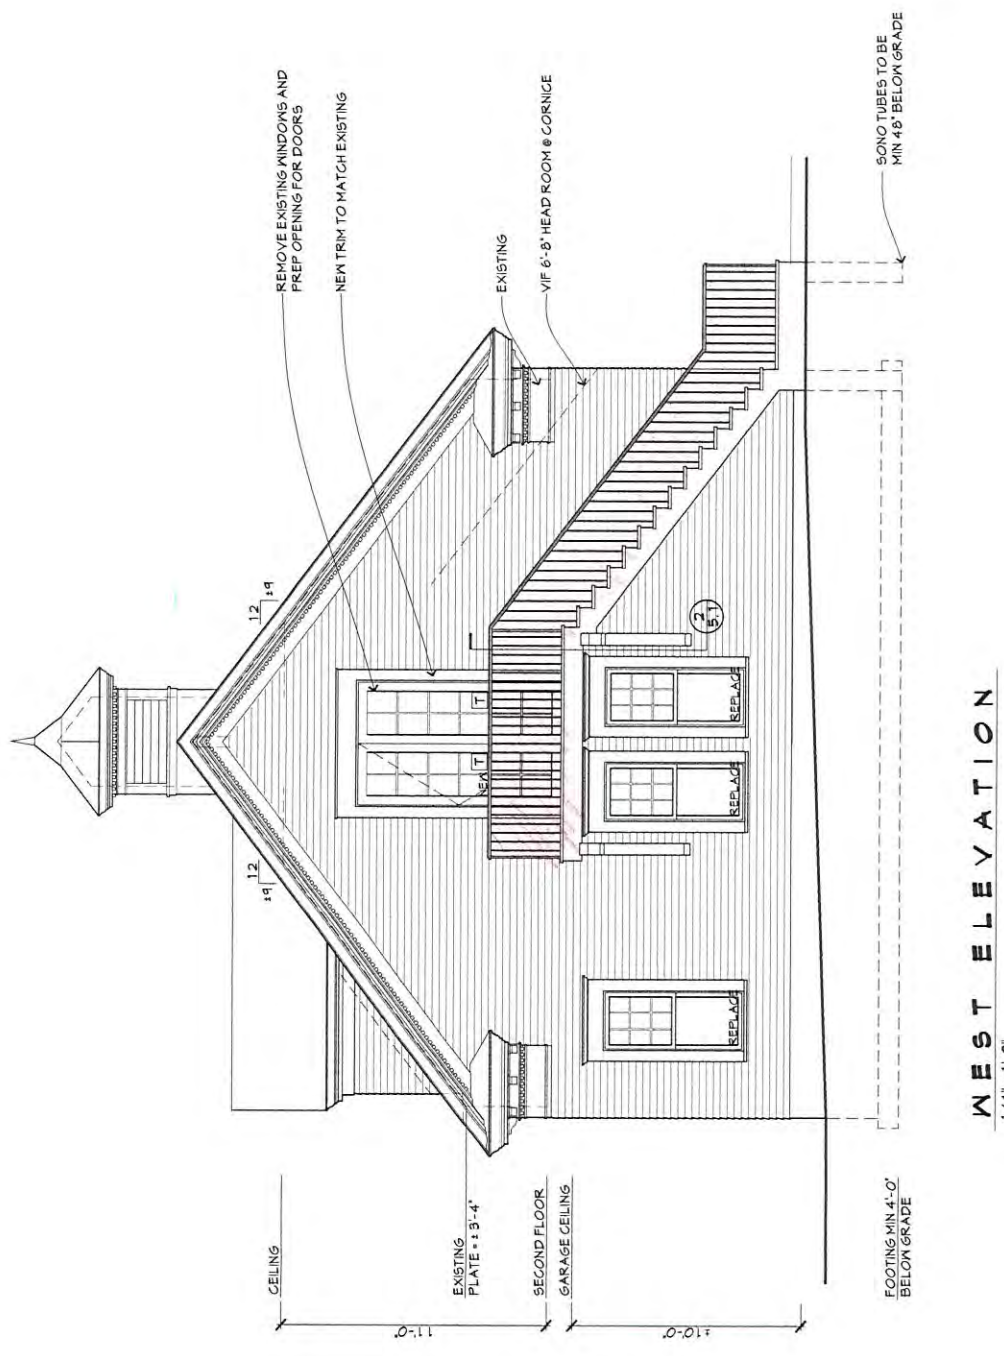 REMOVE EXISTING WINDOWS AND
PREP OPENING FOR DOORS
NEW TRIM TO MATCH EXISTING
EXISTING
VIF 6'-8" HEAD ROOM @ CORNICE
SONO TUBES TO BE
MIN 48" BELOW GRADE
12
±9
12
±9
T
T
2
5.1
REPLACE
REPLACE
REPLACE
CEILING
EXISTING
PLATE = ± 3'-4"
SECOND FLOOR
GARAGE CEILING
FOOTING MIN 4'-0"
BELOW GRADE
11'-0"
±10'-0"
WEST ELEVATION